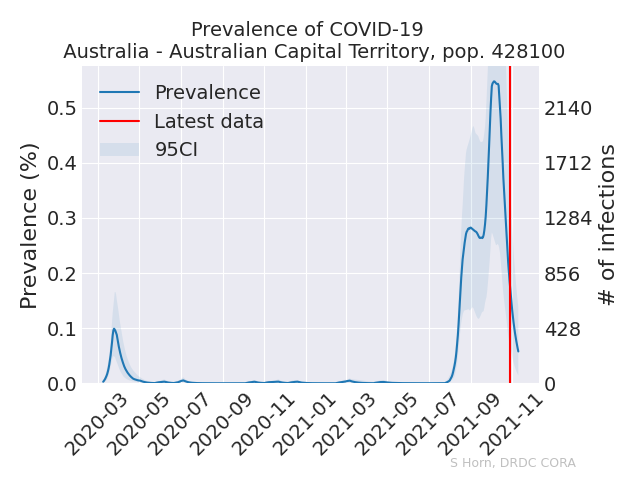 Prevalence of COVID-19
Australia - Australian Capital Territory, pop. 428100
Prevalence
Latest data
95CI
Prevalence (%)
0.5
0.4
0.3
0.2
0.1
0.0
2140
1712
1284
856
428
0
# of infections
2020-03
2020-05
2020-07
2020-09
2020-11
2021-01
2021-03
2021-05
2021-07
2021-09
2021-11
S Horn, DRDC CORA